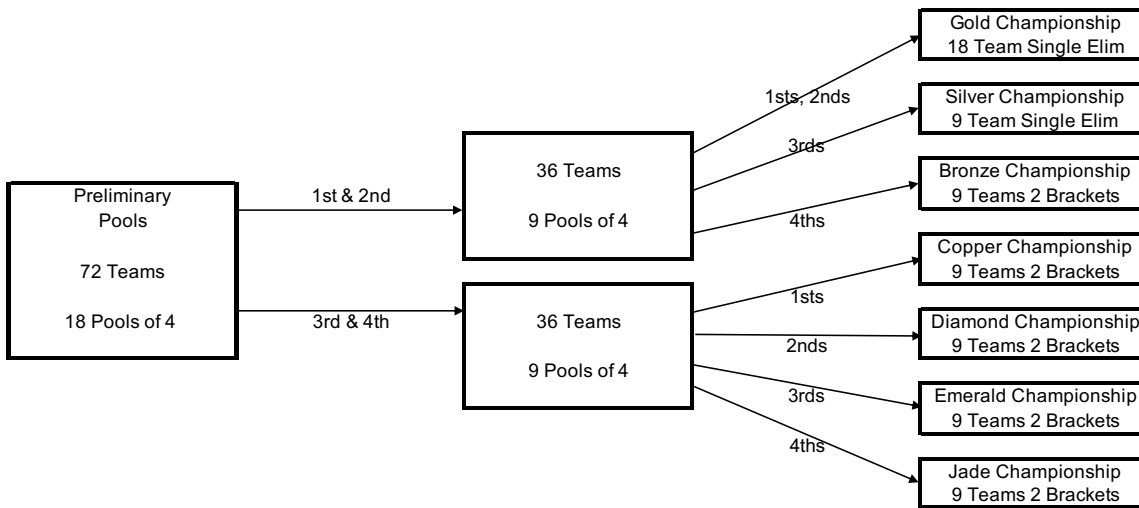 Preliminary
Pools
72 Teams
18 Pools of 4
1st & 2nd
3rd & 4th
36 Teams
9 Pools of 4
36 Teams
9 Pools of 4
1sts, 2nds
3rds
4ths
1sts
2nds
3rds
4ths
Gold Championship
18 Team Single Elim
Silver Championship
9 Team Single Elim
Bronze Championship
9 Teams 2 Brackets
Copper Championship
9 Teams 2 Brackets
Diamond Championship
9 Teams 2 Brackets
Emerald Championship
9 Teams 2 Brackets
Jade Championship
9 Teams 2 Brackets